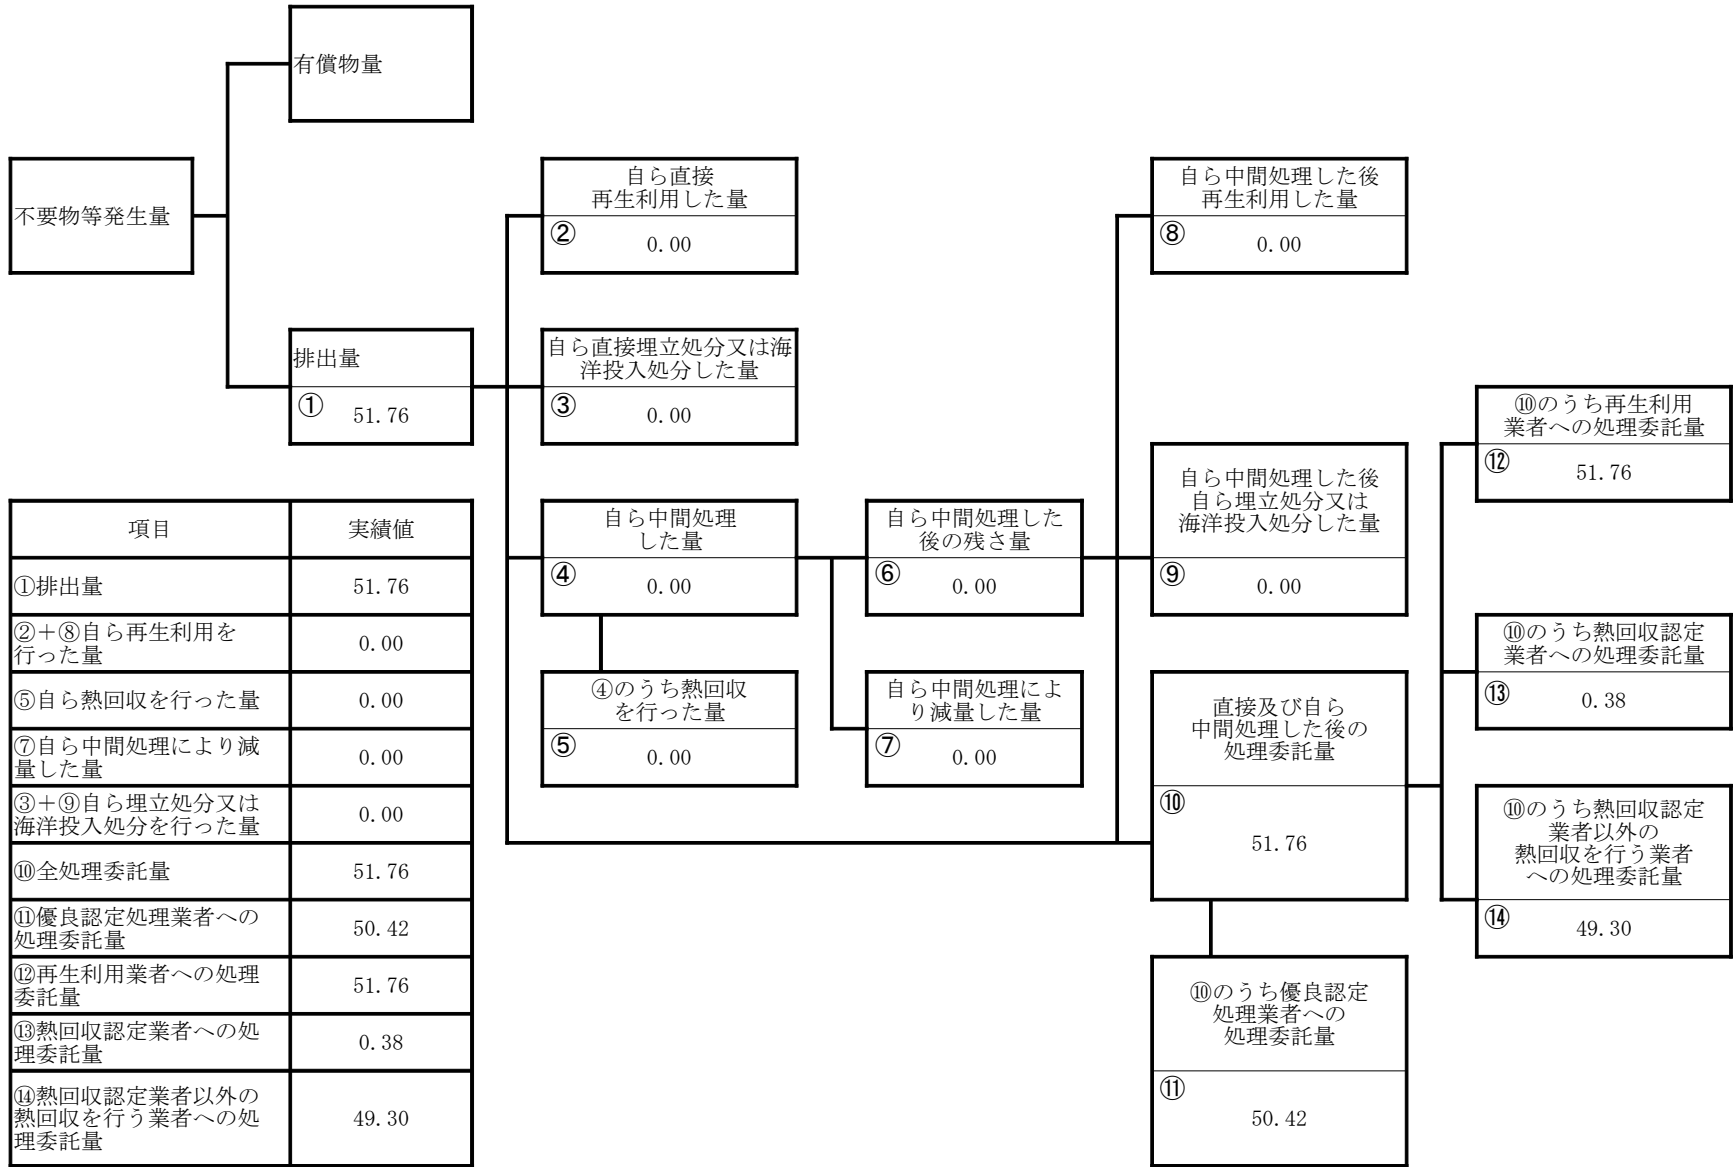 有償物量
不要物等発生量
自ら直接
再生利用した量
②
0.00
自ら中間処理した後
再生利用した量
⑧
0.00
排出量
①
51.76
自ら直接埋立処分又は海
洋投入処分した量
③
0.00
⑩のうち再生利用
業者への処理委託量
⑫
51.76
自ら中間処理
した量
④
0.00
自ら中間処理した
後の残さ量
⑥
0.00
自ら中間処理した後
自ら埋立処分又は
海洋投入処分した量
⑨
0.00
⑩のうち熱回収認定
業者への処理委託量
⑬
0.38
④のうち熱回収
を行った量
⑤
0.00
自ら中間処理によ
り減量した量
⑦
0.00
直接及び自ら
中間処理した後の
処理委託量
⑩
51.76
⑩のうち熱回収認定
業者以外の
熱回収を行う業者
への処理委託量
⑭
49.30
⑩のうち優良認定
処理業者への
処理委託量
⑪
50.42
項目 実績値
①排出量 51.76
②＋⑧自ら再生利用を
行った量 0.00
⑤自ら熱回収を行った量 0.00
⑦自ら中間処理により減
量した量 0.00
③＋⑨自ら埋立処分又は
海洋投入処分を行った量 0.00
⑩全処理委託量 51.76
⑪優良認定処理業者への
処理委託量 50.42
⑫再生利用業者への処理
委託量 51.76
⑬熱回収認定業者への処
理委託量 0.38
⑭熱回収認定業者以外の
熱回収を行う業者への処
理委託量 49.30